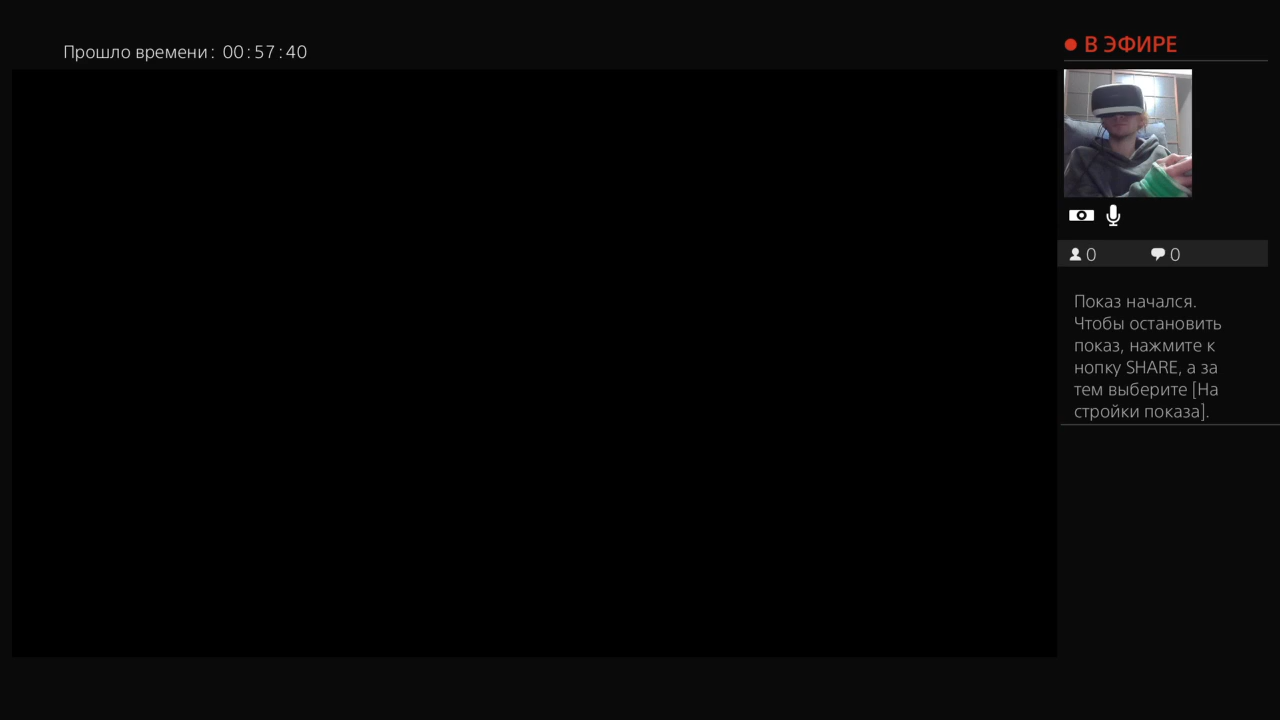 Прошло времени: 00:57:40
В ЭФИРЕ
0 0
Показ начался.
Чтобы остановить
показ, нажмите к
нопку SHARE, а за
тем выберите [На
стройки показа].